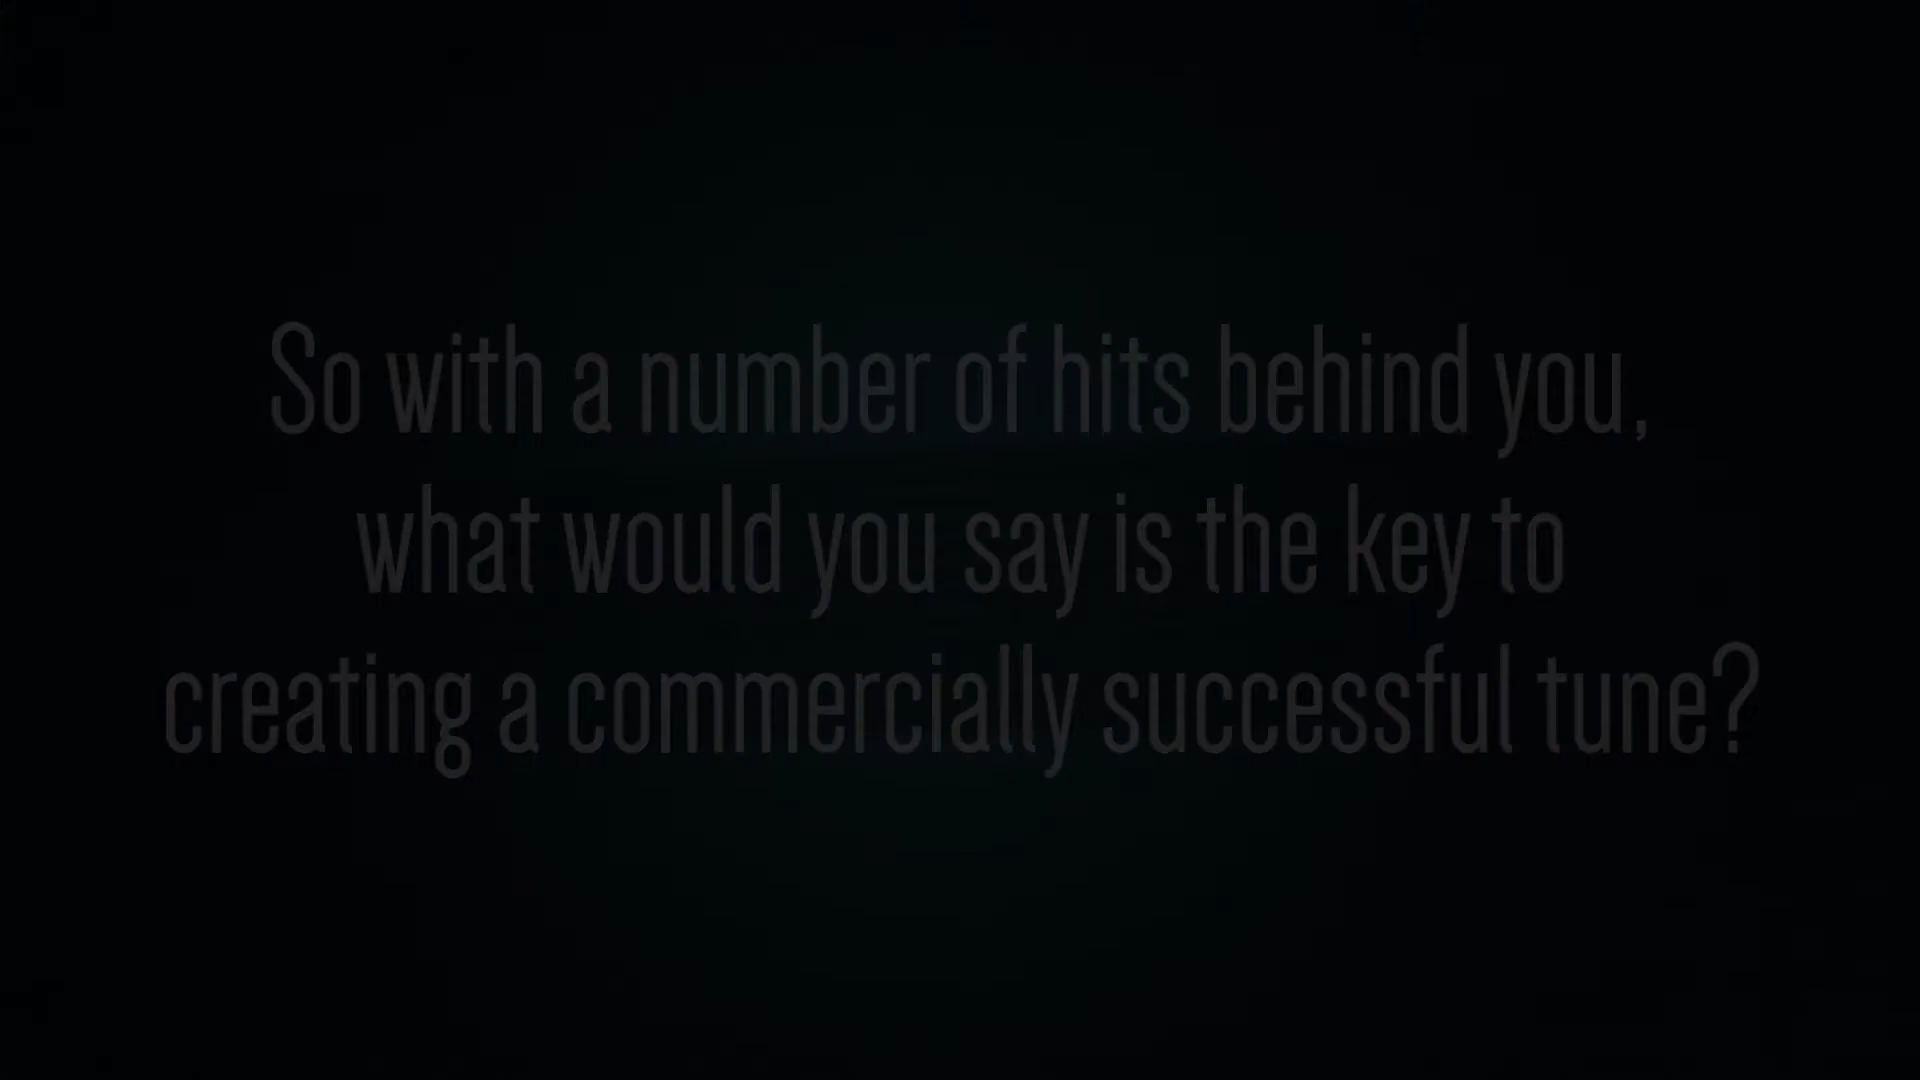 So with a number of hits behind you,
what would you say is the key to
creating a commercially successful tune?